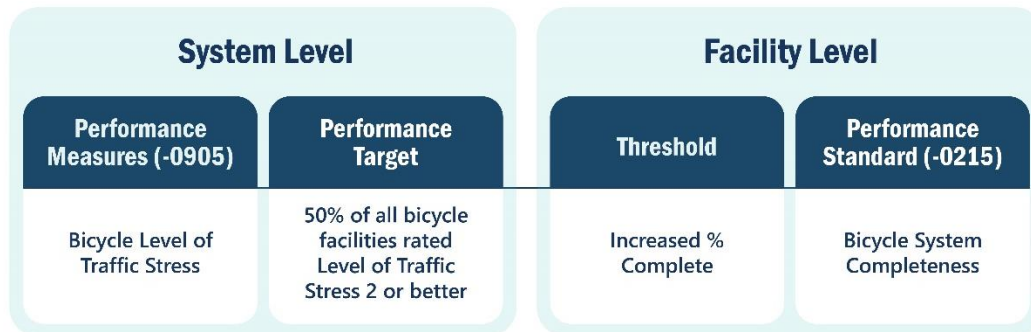 System Level
Facility Level
Performance
Measures (-0905)
Performance
Target
Threshold
Performance
Standard (-0215)
Bicycle Level of
Traffic Stress
50% of all bicycle
facilities rated
Level of Traffic
Stress 2 or better
Increased %
Complete
Bicycle System
Completeness